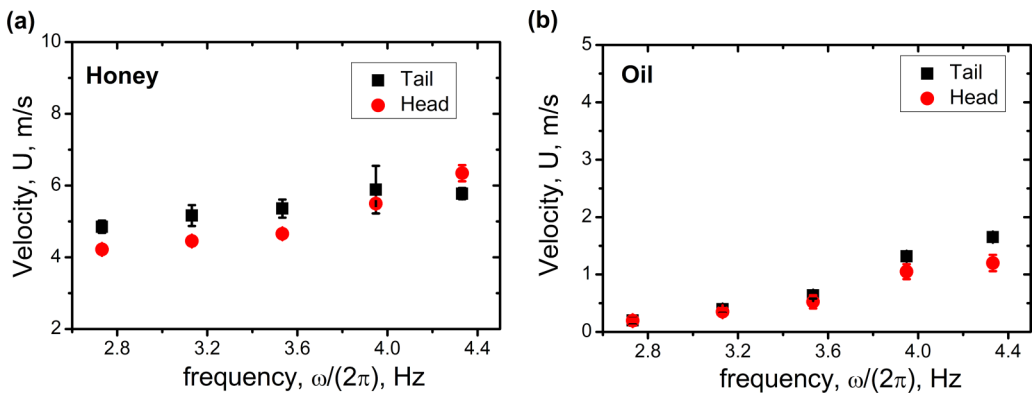 (a)
Honey
Tail
Head
10
8
6
4
2
2.8 3.2 3.6 4.0 4.4
Velocity, U, m/s
frequency, ω/(2π), Hz
(b)
Oil
Tail
Head
5
4
3
2
1
0
2.8 3.2 3.6 4.0 4.4
Velocity, U, m/s
frequency, ω/(2π), Hz